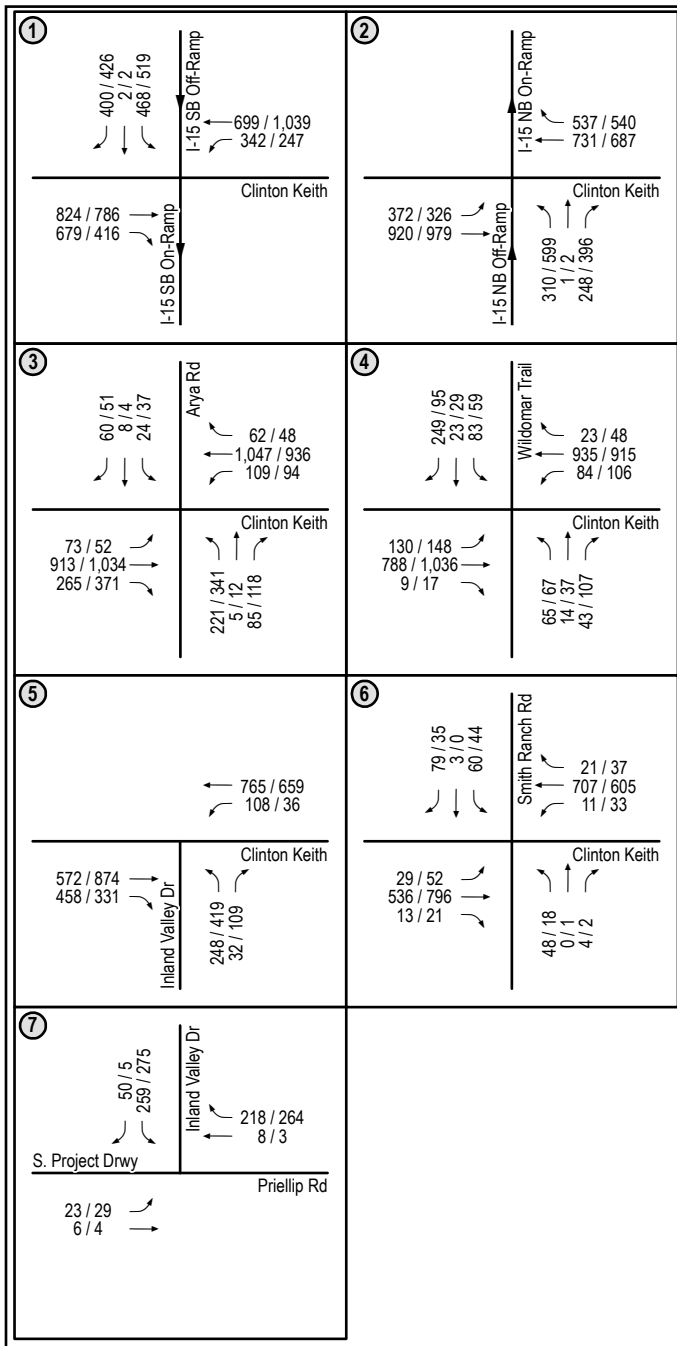 1
400 / 426
2 / 2
468 / 519
I-15 SB Off-Ramp
699 / 1,039
342 / 247
Clinton Keith
824 / 786
679 / 416
I-15 SB On-Ramp
2
I-15 NB On-Ramp
537 / 540
731 / 687
Clinton Keith
372 / 326
920 / 979
I-15 NB Off-Ramp
310 / 599
1 / 2
248 / 396
3
60 / 51
8 / 4
24 / 37
Arya Rd
62 / 48
1,047 / 936
109 / 94
Clinton Keith
73 / 52
913 / 1,034
265 / 371
221 / 341
5 / 12
85 / 118
4
249 / 95
23 / 29
83 / 59
Wildomar Trail
23 / 48
935 / 915
84 / 106
Clinton Keith
130 / 148
788 / 1,036
9 / 17
65 / 67
14 / 37
43 / 107
5
765 / 659
108 / 36
Clinton Keith
572 / 874
458 / 331
Inland Valley Dr
248 / 419
32 / 109
6
79 / 35
3 / 0
60 / 44
Smith Ranch Rd
21 / 37
707 / 605
11 / 33
Clinton Keith
29 / 52
536 / 796
13 / 21
48 / 18
0 / 1
4 / 2
7
50 / 5
259 / 275
Inland Valley Dr
218 / 264
8 / 3
S. Project Drwy
Priellip Rd
23 / 29
6 / 4